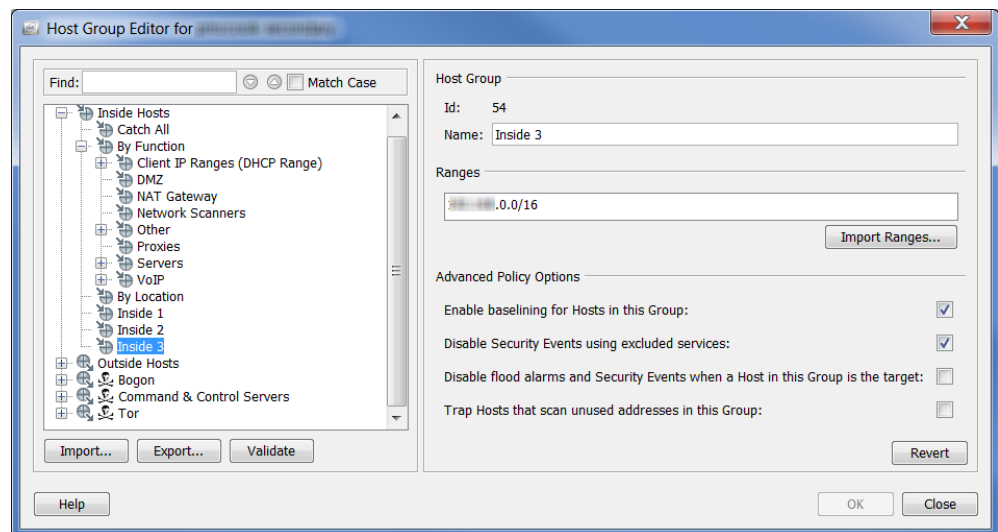 Host Group Editor for
Find:
Match Case
Inside Hosts
Catch All
By Function
Client IP Ranges (DHCP Range)
DMZ
NAT Gateway
Network Scanners
Other
Proxies
Servers
VoIP
By Location
Inside 1
Inside 2
Inside 3
Outside Hosts
Bogon
Command & Control Servers
Tor
Import...
Export...
Validate
Host Group
Id: 54
Name: Inside 3
Ranges
.0.0/16
Import Ranges...
Advanced Policy Options
Enable baselining for Hosts in this Group:
Disable Security Events using excluded services:
Disable flood alarms and Security Events when a Host in this Group is the target:
Trap Hosts that scan unused addresses in this Group:
Revert
Help
OK
Close